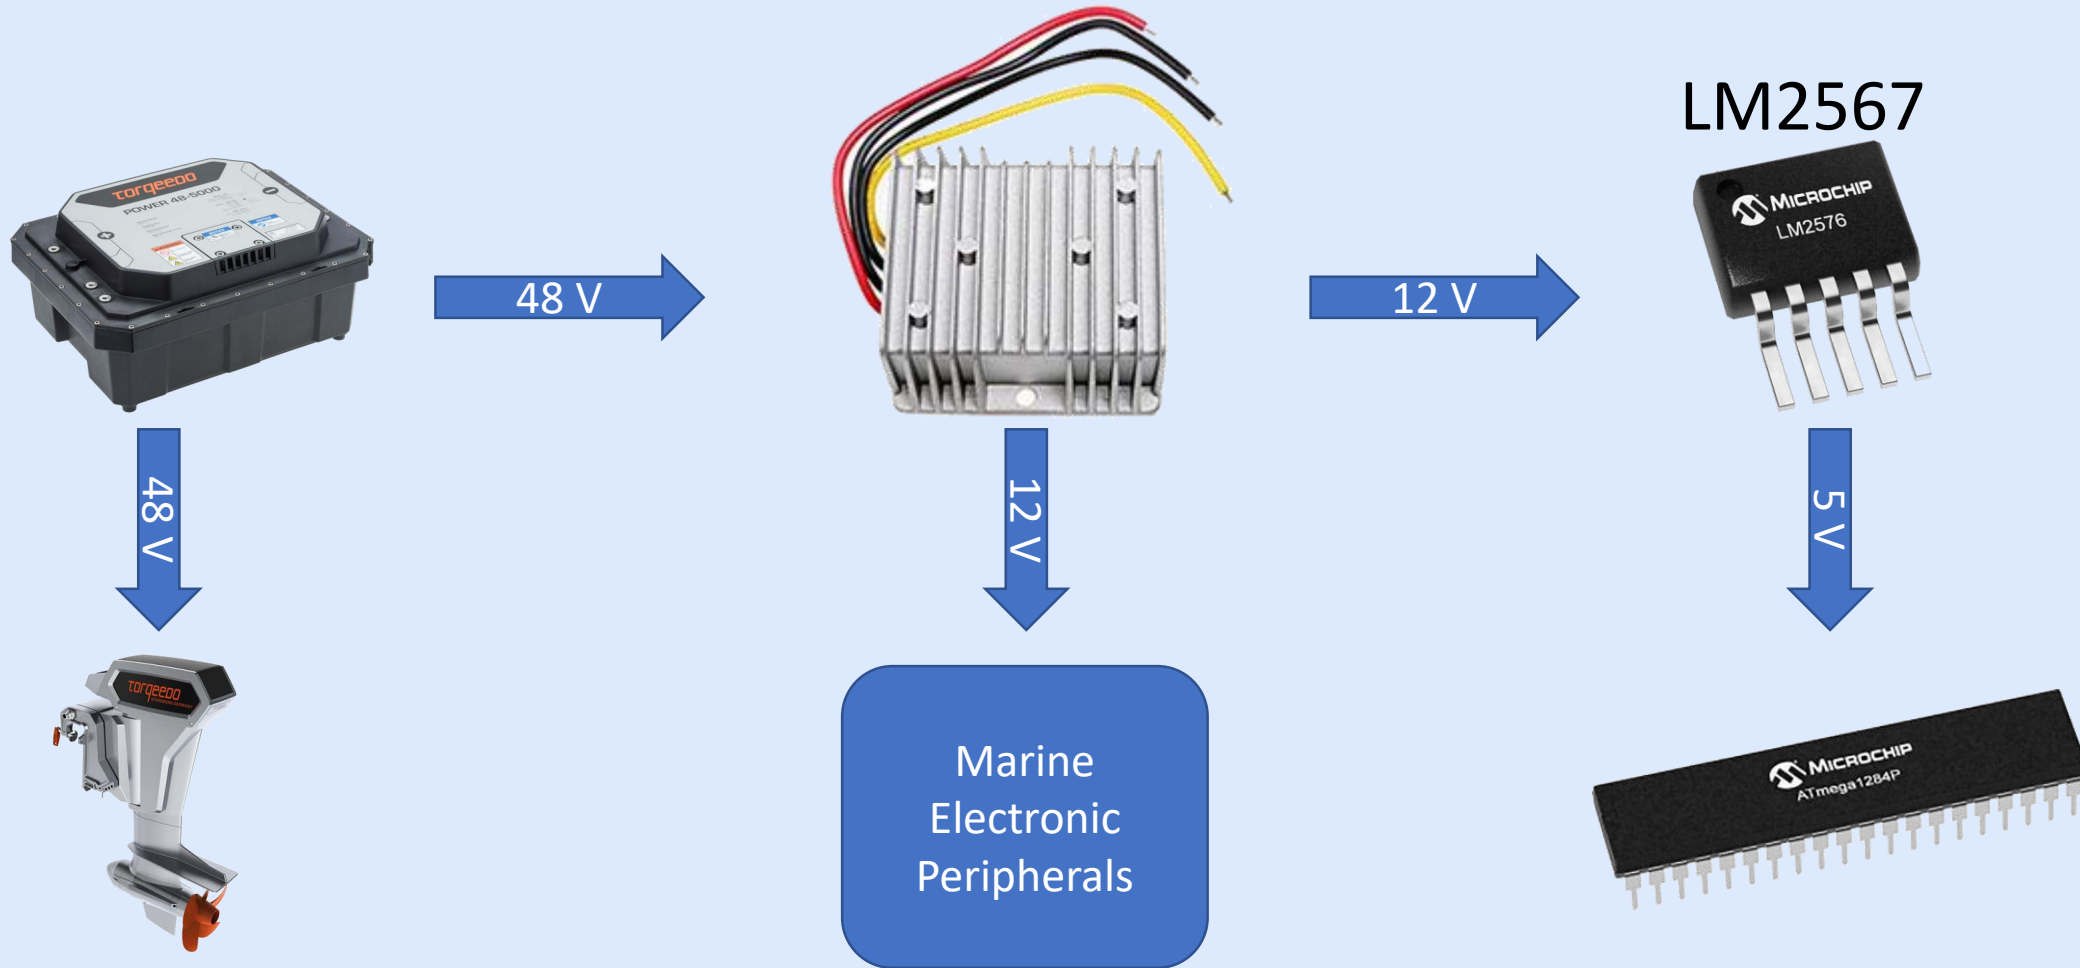 LM2567
MICROCHIP
LM2576
TORQEEDO
POWER 48-5000
48 V
12 V
48 V
12 V
5 V
TORQEEDO
Marine
Electronic
Peripherals
MICROCHIP
ATmega1284P